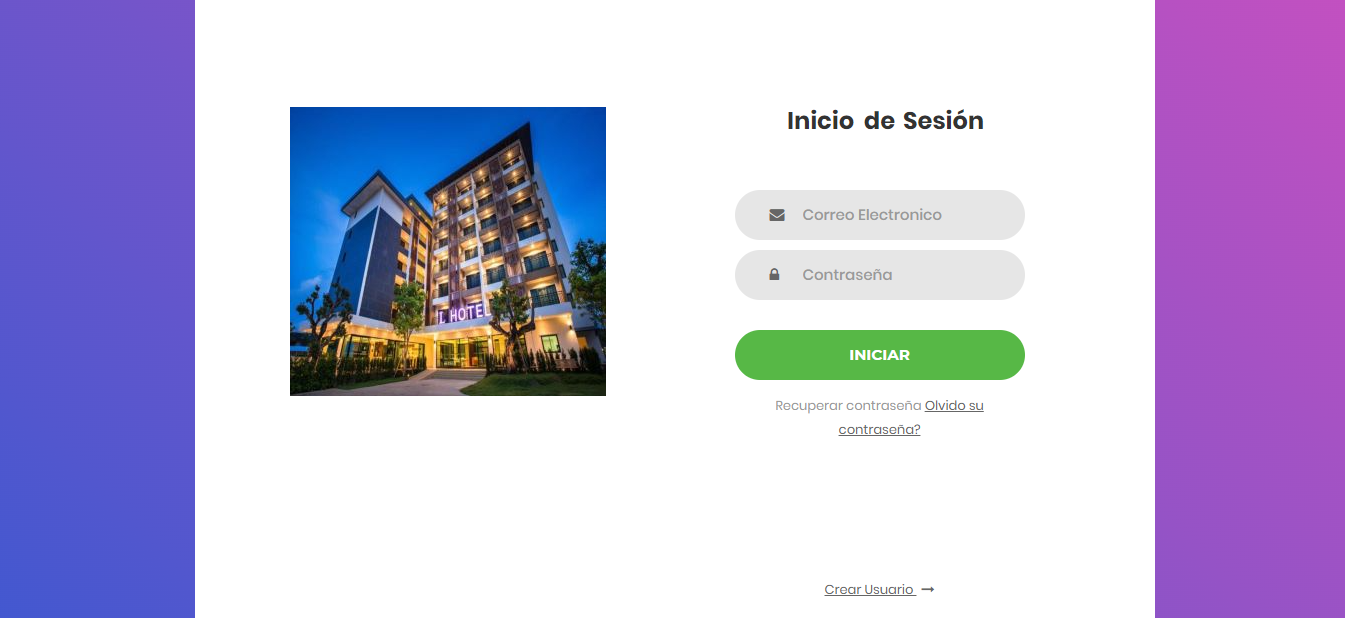 Inicio de Sesión
Correo Electronico
Contraseña
INICIAR
Recuperar contraseña Olvido su
contraseña?
Crear Usuario
HOTEL